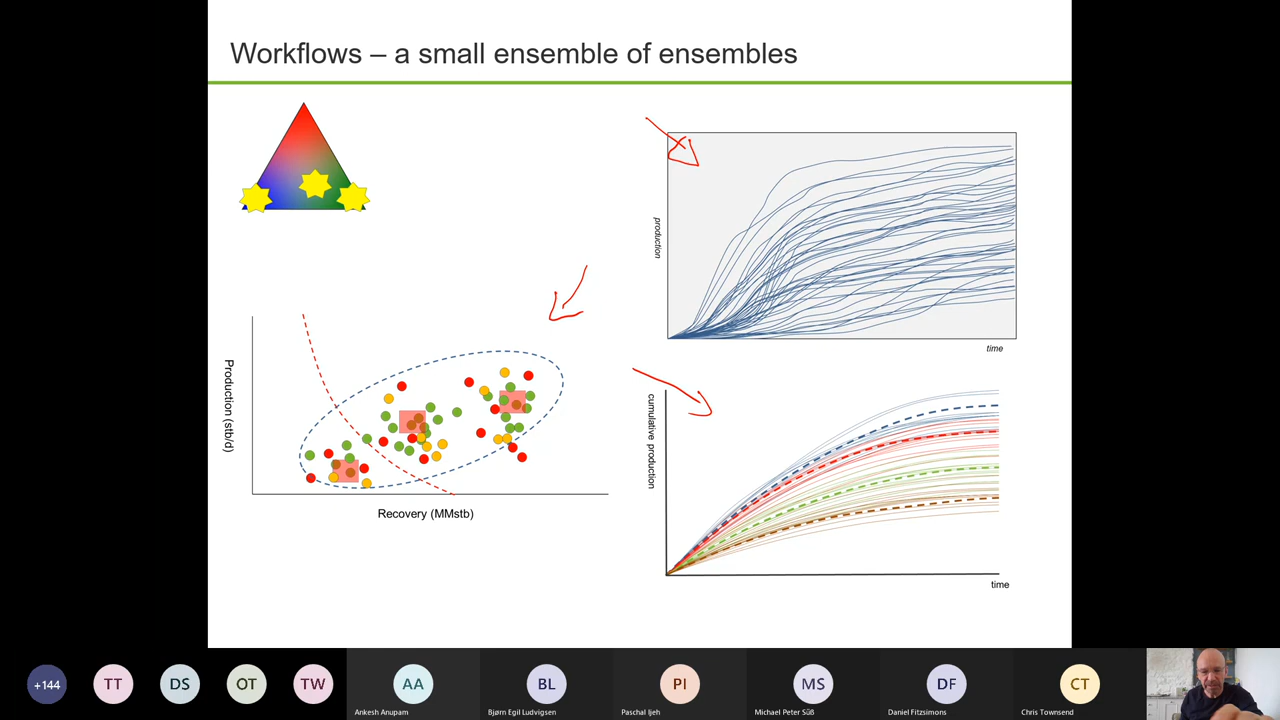 Workflows – a small ensemble of ensembles
production
time
Production (stb/d)
Recovery (MMstb)
cumulative production
time
+144
TT
DS
OT
TW
AA
Ankesh Anupam
BL
Bjørn Egil Ludvigsen
PI
Paschal Ijeh
MS
Michael Peter Süß
DF
Daniel Fitzsimons
CT
Chris Townsend